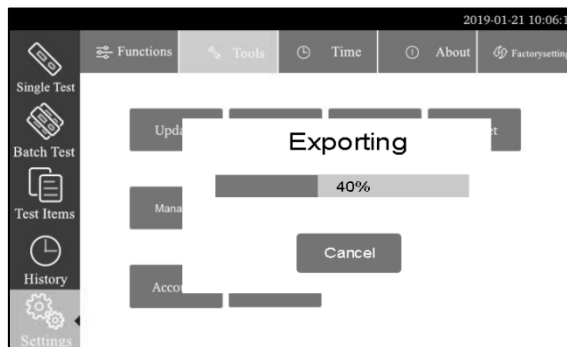 2019-01-21 10:06:1
Functions
Tools
Time
About
Factorysetting
Single Test
Batch Test
Test Items
History
Settings
Exporting
40%
Cancel